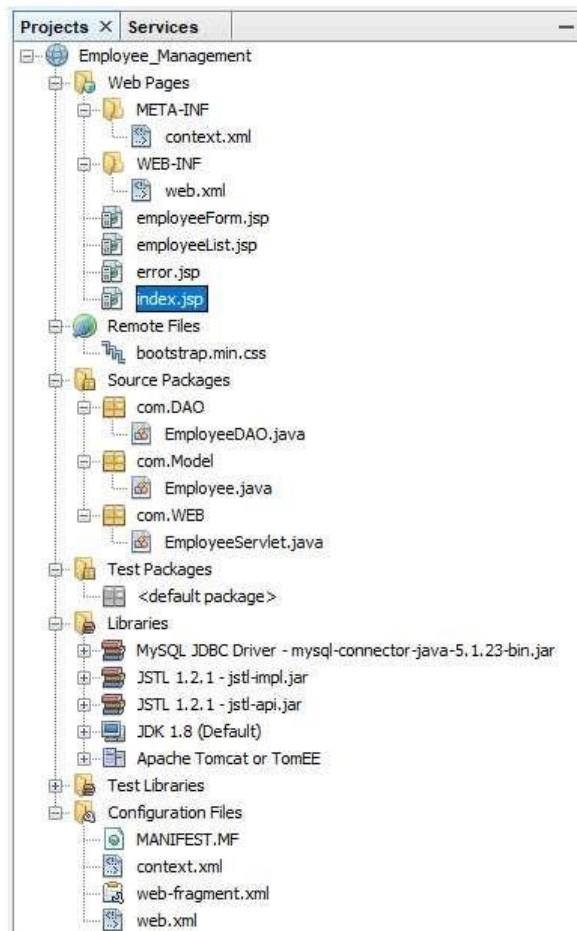 Projects × Services
Employee_Management
Web Pages
META-INF
context.xml
WEB-INF
web.xml
employeeForm.jsp
employeeList.jsp
error.jsp
index.jsp
Remote Files
bootstrap.min.css
Source Packages
com.DAO
EmployeeDAO.java
com.Model
Employee.java
com.WEB
EmployeeServlet.java
Test Packages
<default package>
Libraries
MySQL JDBC Driver - mysql-connector-java-5.1.23-bin.jar
JSTL 1.2.1 - jstl-impl.jar
JSTL 1.2.1 - jstl-api.jar
JDK 1.8 (Default)
Apache Tomcat or TomEE
Test Libraries
Configuration Files
MANIFEST.MF
context.xml
web-fragment.xml
web.xml